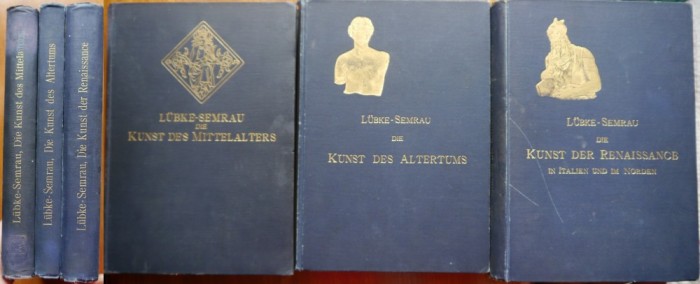 Lübke-Semrau, Die Kunst des Mittelalters
Lübke-Semrau, Die Kunst des Altertums
Lübke-Semrau, Die Kunst der Renaissance
LÜBKE-SEMRAU
DIE
KUNST DES MITTELALTERS
LÜBKE-SEMRAU
DIE
KUNST DES ALTERTUMS
LÜBKE-SEMRAU
DIE
KUNST DER RENAISSANCE
IN ITALIEN UND IM NORDEN